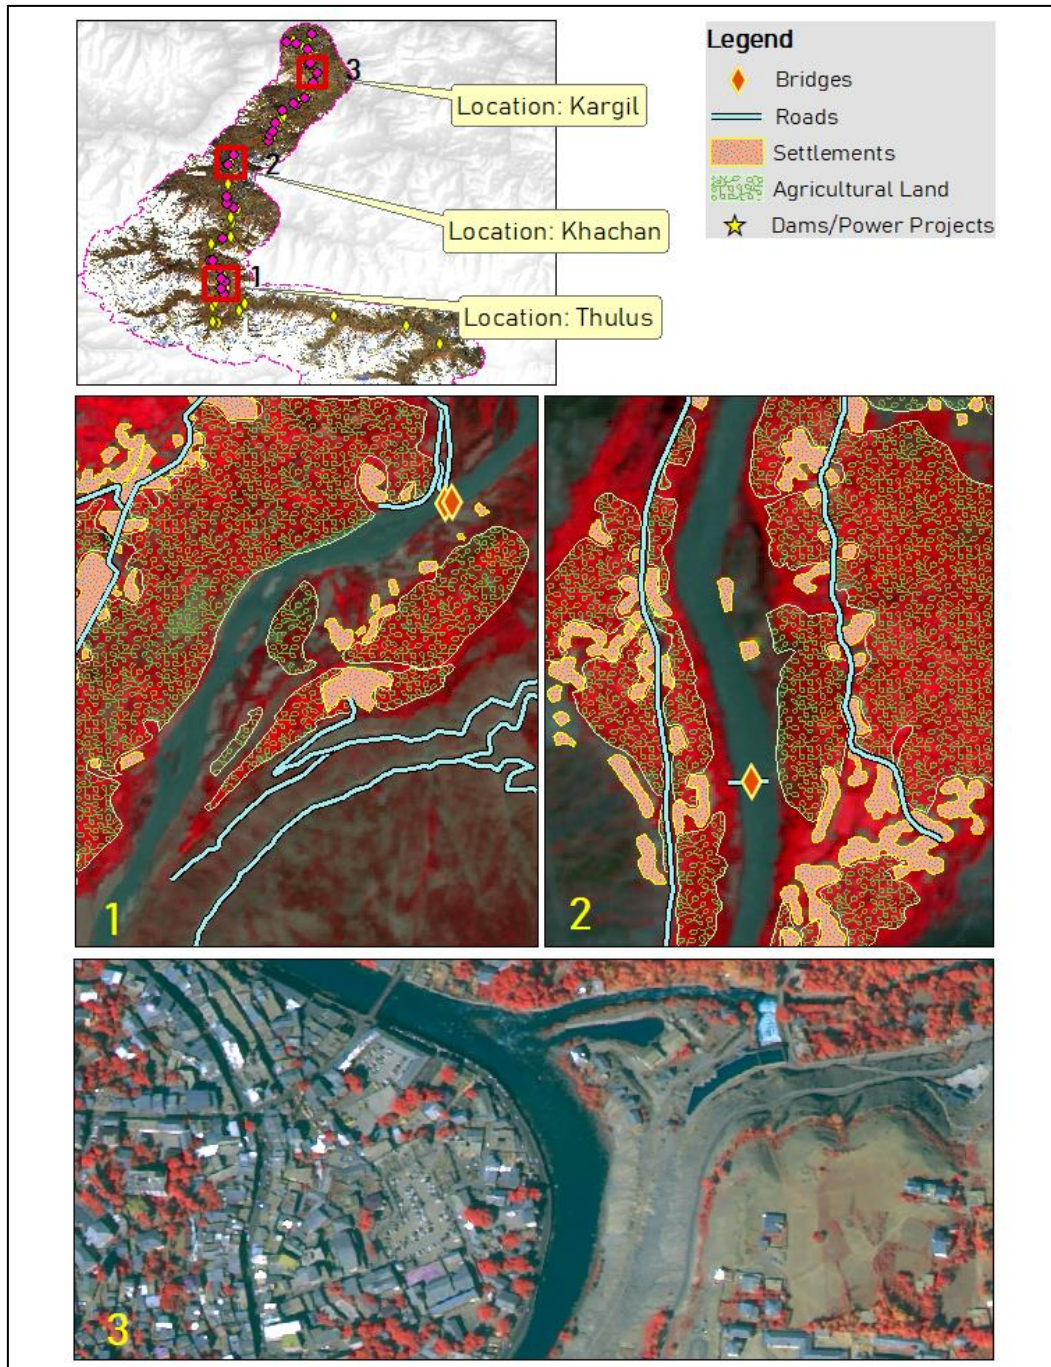 Legend
Bridges
Roads
Settlements
Agricultural Land
Dams/Power Projects
3
Location: Kargil
2
Location: Khachan
1
Location: Thulus
1
2
3